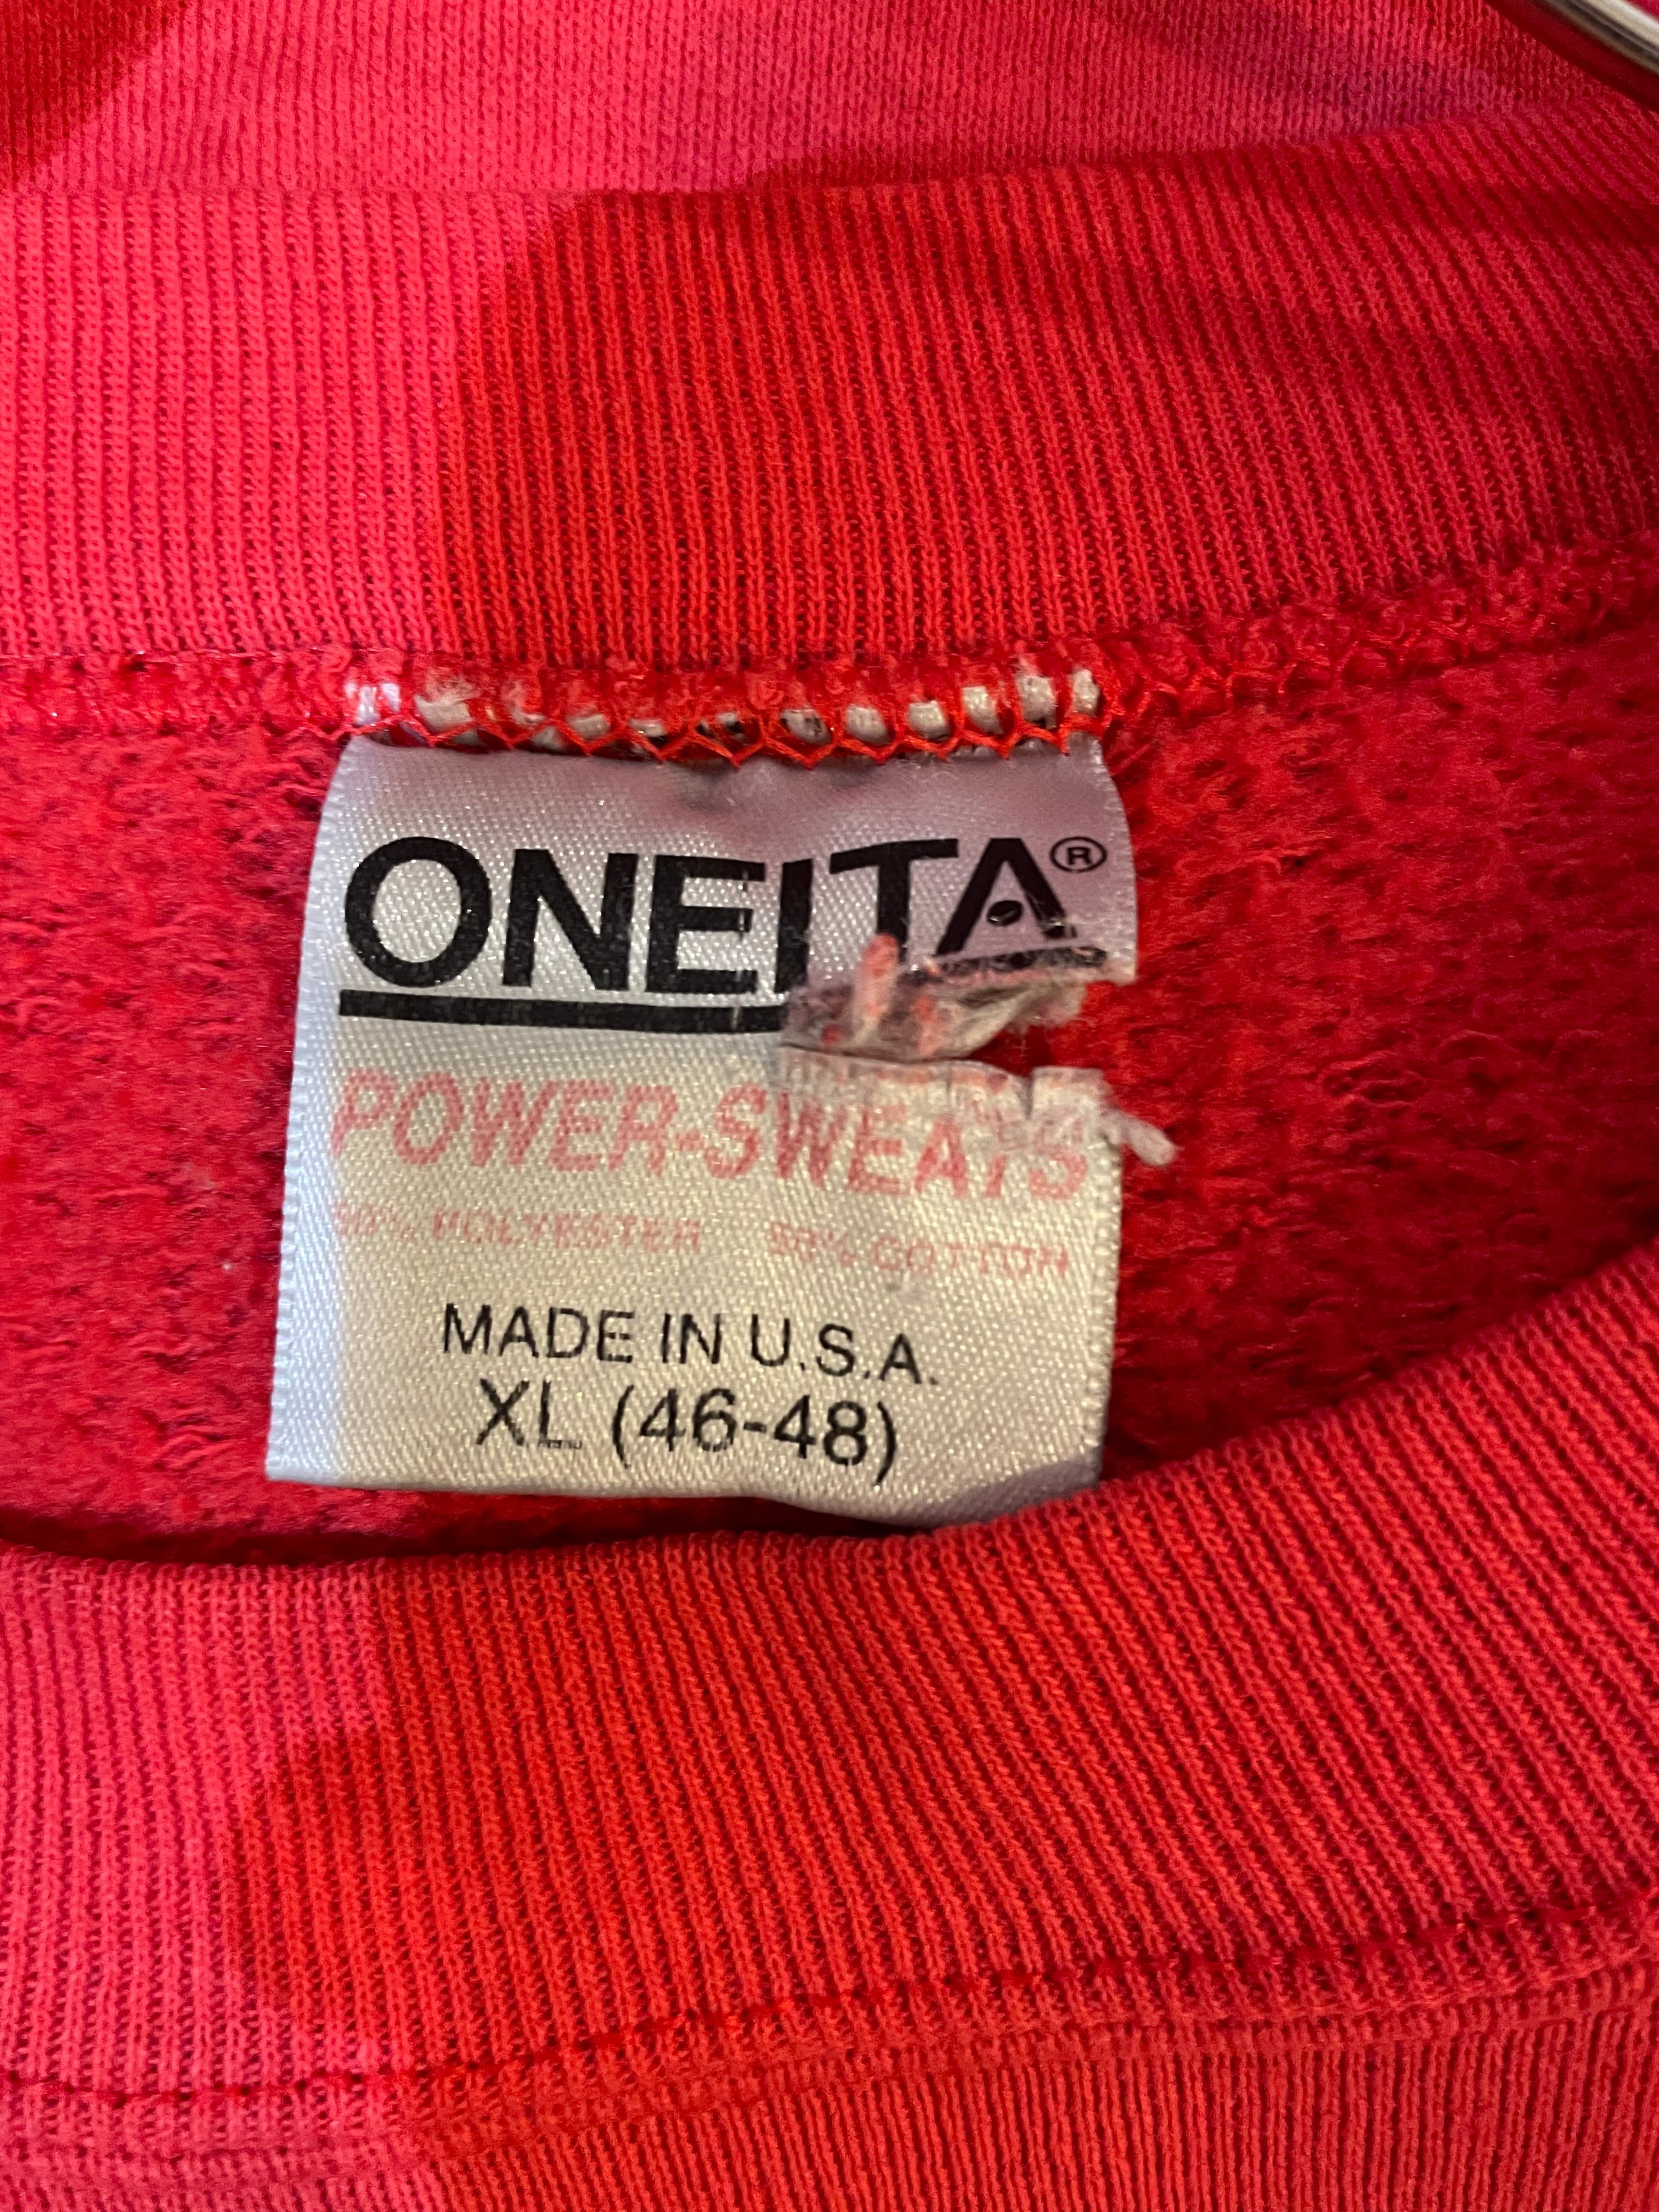 ONEITA®
POWER-SWEATS
50% POLYESTER 50% COTTON
MADE IN U.S.A.
XL (46-48)